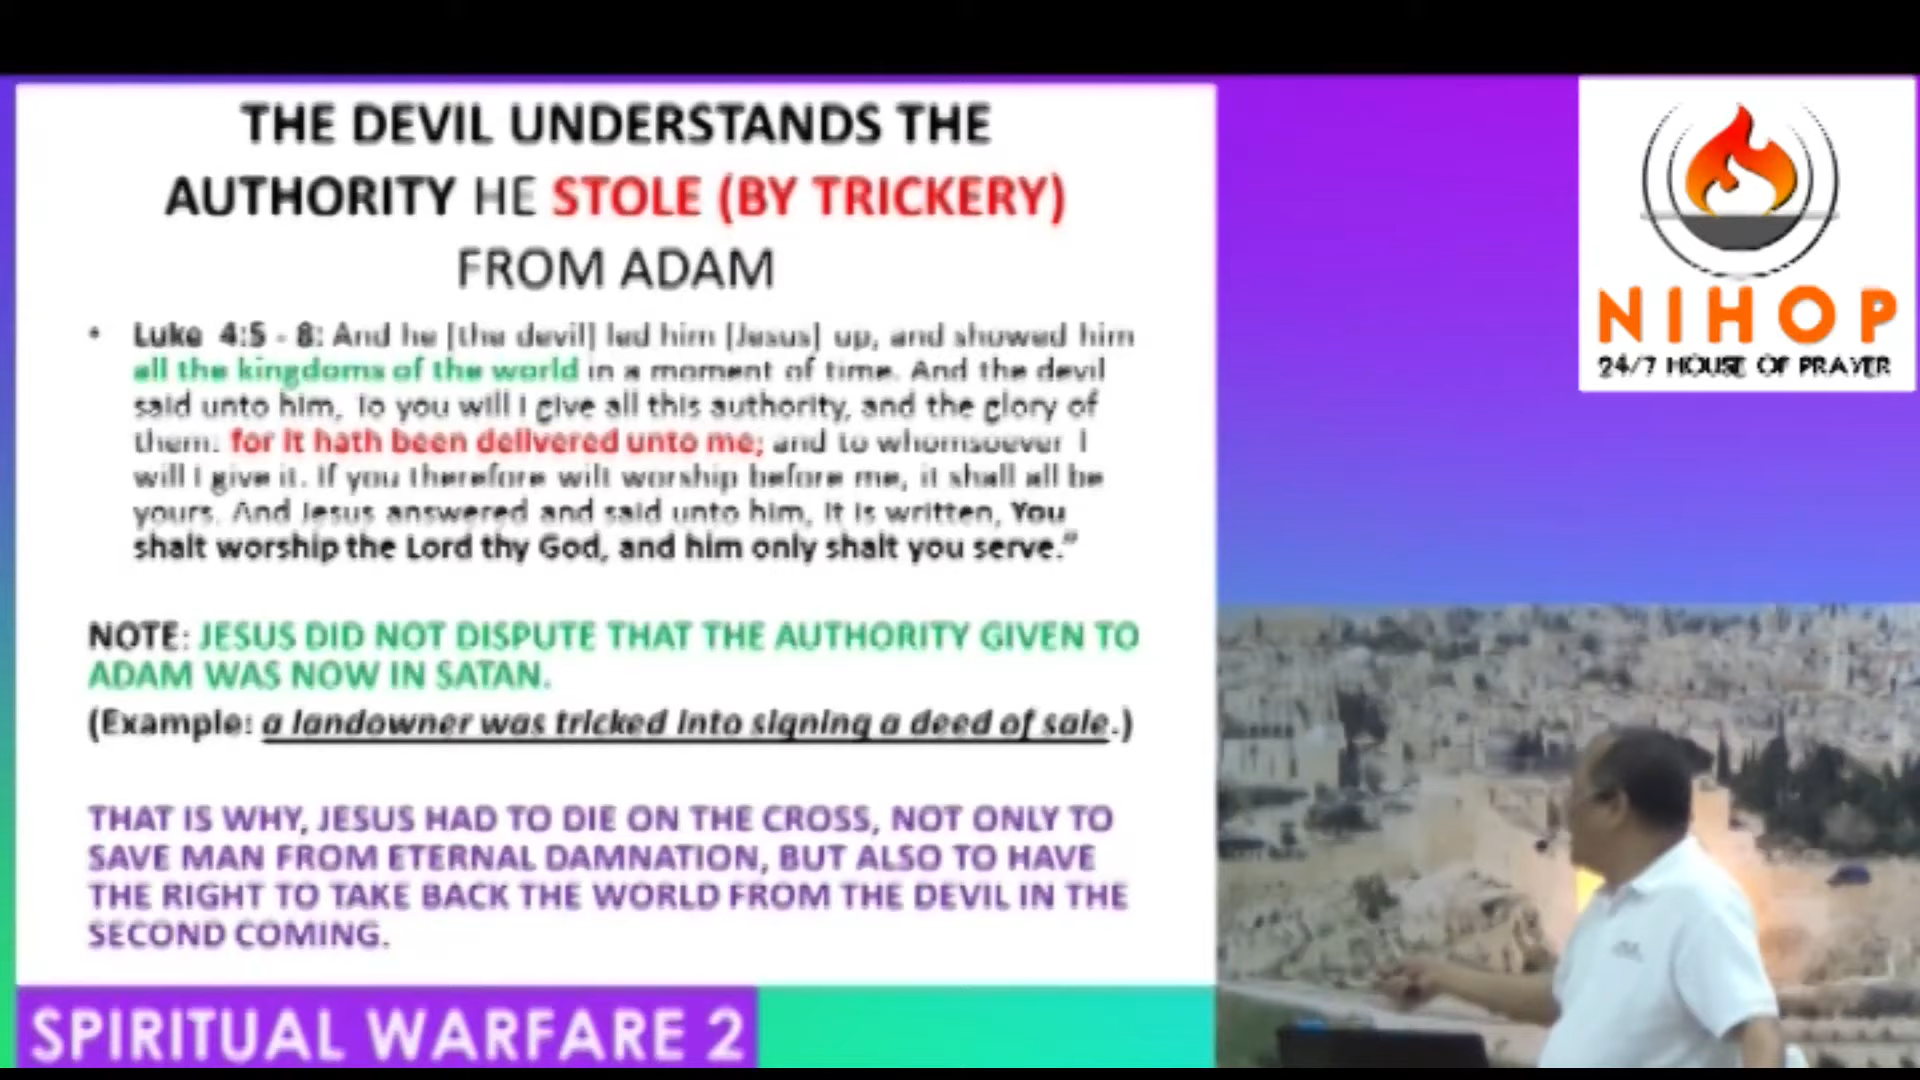 THE DEVIL UNDERSTANDS THE
AUTHORITY HE STOLE (BY TRICKERY)
FROM ADAM
• Luke 4:5 - 8: And he [the devil] led him [Jesus] up, and showed him
all the kingdoms of the world in a moment of time. And the devil
said unto him, To you will I give all this authority, and the glory of
them: for it hath been delivered unto me; and to whomsoever I
will I give it. If you therefore wilt worship before me, it shall all be
yours. And Jesus answered and said unto him, It is written, You
shalt worship the Lord thy God, and him only shalt you serve.”
NOTE: JESUS DID NOT DISPUTE THAT THE AUTHORITY GIVEN TO
ADAM WAS NOW IN SATAN.
(Example: a landowner was tricked into signing a deed of sale.)
THAT IS WHY, JESUS HAD TO DIE ON THE CROSS, NOT ONLY TO
SAVE MAN FROM ETERNAL DAMNATION, BUT ALSO TO HAVE
THE RIGHT TO TAKE BACK THE WORLD FROM THE DEVIL IN THE
SECOND COMING.
SPIRITUAL WARFARE 2
NIHOP
24/7 HOUSE OF PRAYER